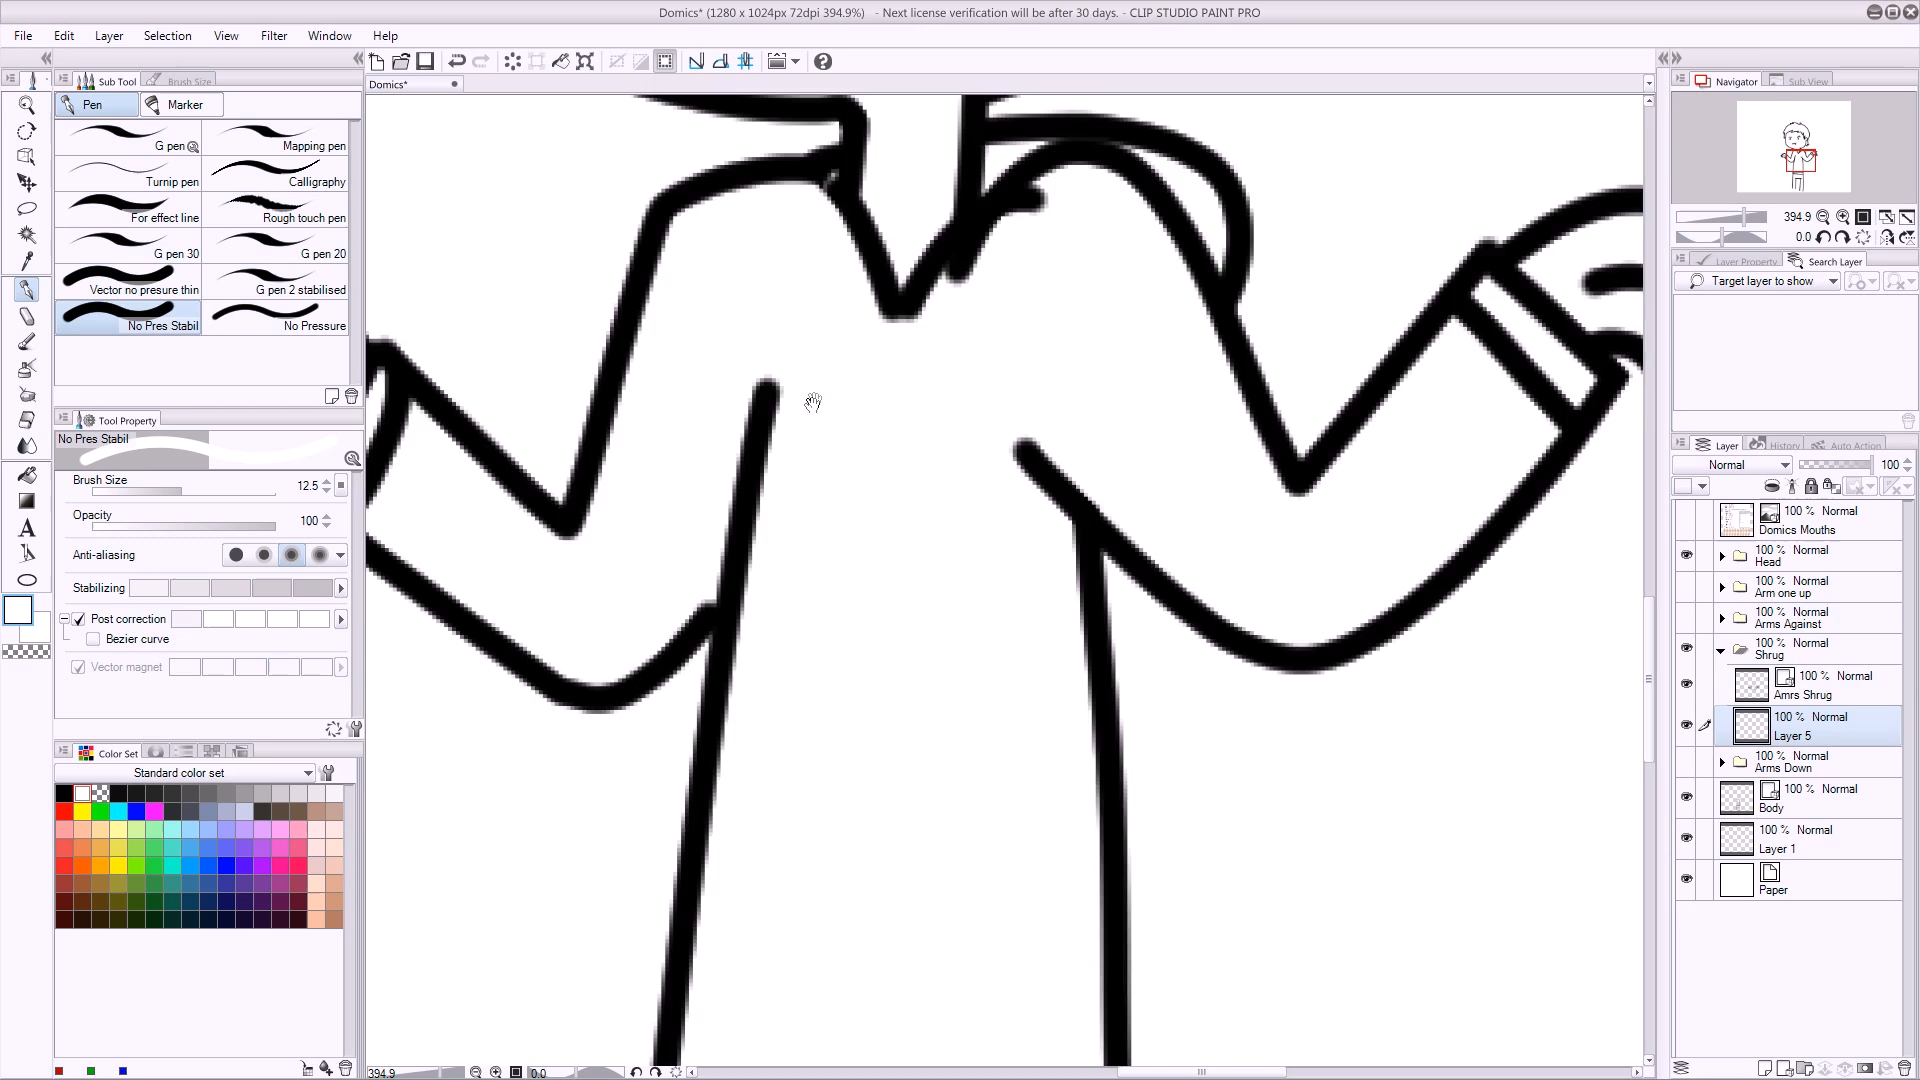 Domics* (1280 x 1024px 72dpi 394.9%) - Next license verification will be after 30 days. - CLIP STUDIO PAINT PRO
File Edit Layer Selection View Filter Window Help
Sub Tool Brush Size
Domics*
Pen Marker
G pen Mapping pen
Turnip pen Calligraphy
For effect line Rough touch pen
G pen 30 G pen 20
Vector no presure thin G pen 2 stabilised
No Pres Stabil No Pressure
Tool Property
No Pres Stabil
Brush Size 12.5
Opacity 100
Anti-aliasing
Stabilizing
Post correction
Bezier curve
Vector magnet
Color Set
Standard color set
394.9 0.0
Navigator Sub View
394.9
0.0
Layer Property Search Layer
Target layer to show
Layer History Auto Action
Normal 100
100 % Normal
Domics Mouths
100 % Normal
Head
100 % Normal
Arm one up
100 % Normal
Arms Against
100 % Normal
Shrug
100 % Normal
Amrs Shrug
100 % Normal
Layer 5
100 % Normal
Arms Down
100 % Normal
Body
100 % Normal
Layer 1
Paper